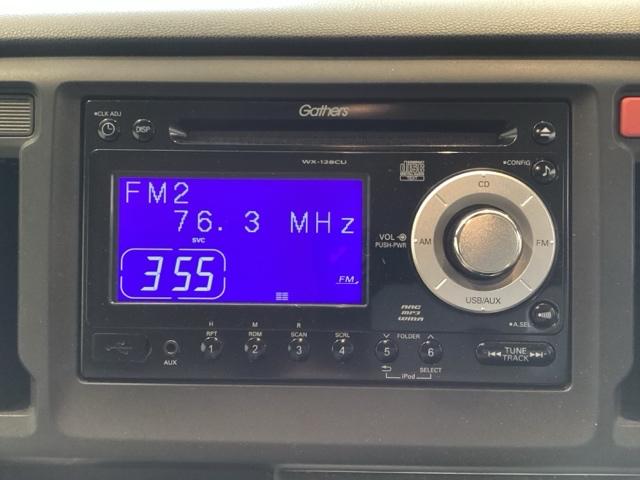 Gathers
•CLK ADJ
DISP
WX-128CU
•CONFIG
FM2
76.3 MHz
SVC
355
FM
VOL
PUSH-PWR
CD
AM
FM
USB/AUX
AAC
MP3
WMA
•A.SEL
H
M
R
RPT
RDM
SCAN
SCRL
FOLDER
1
2
3
4
5
6
AUX
iPod
SELECT
TUNE
TRACK